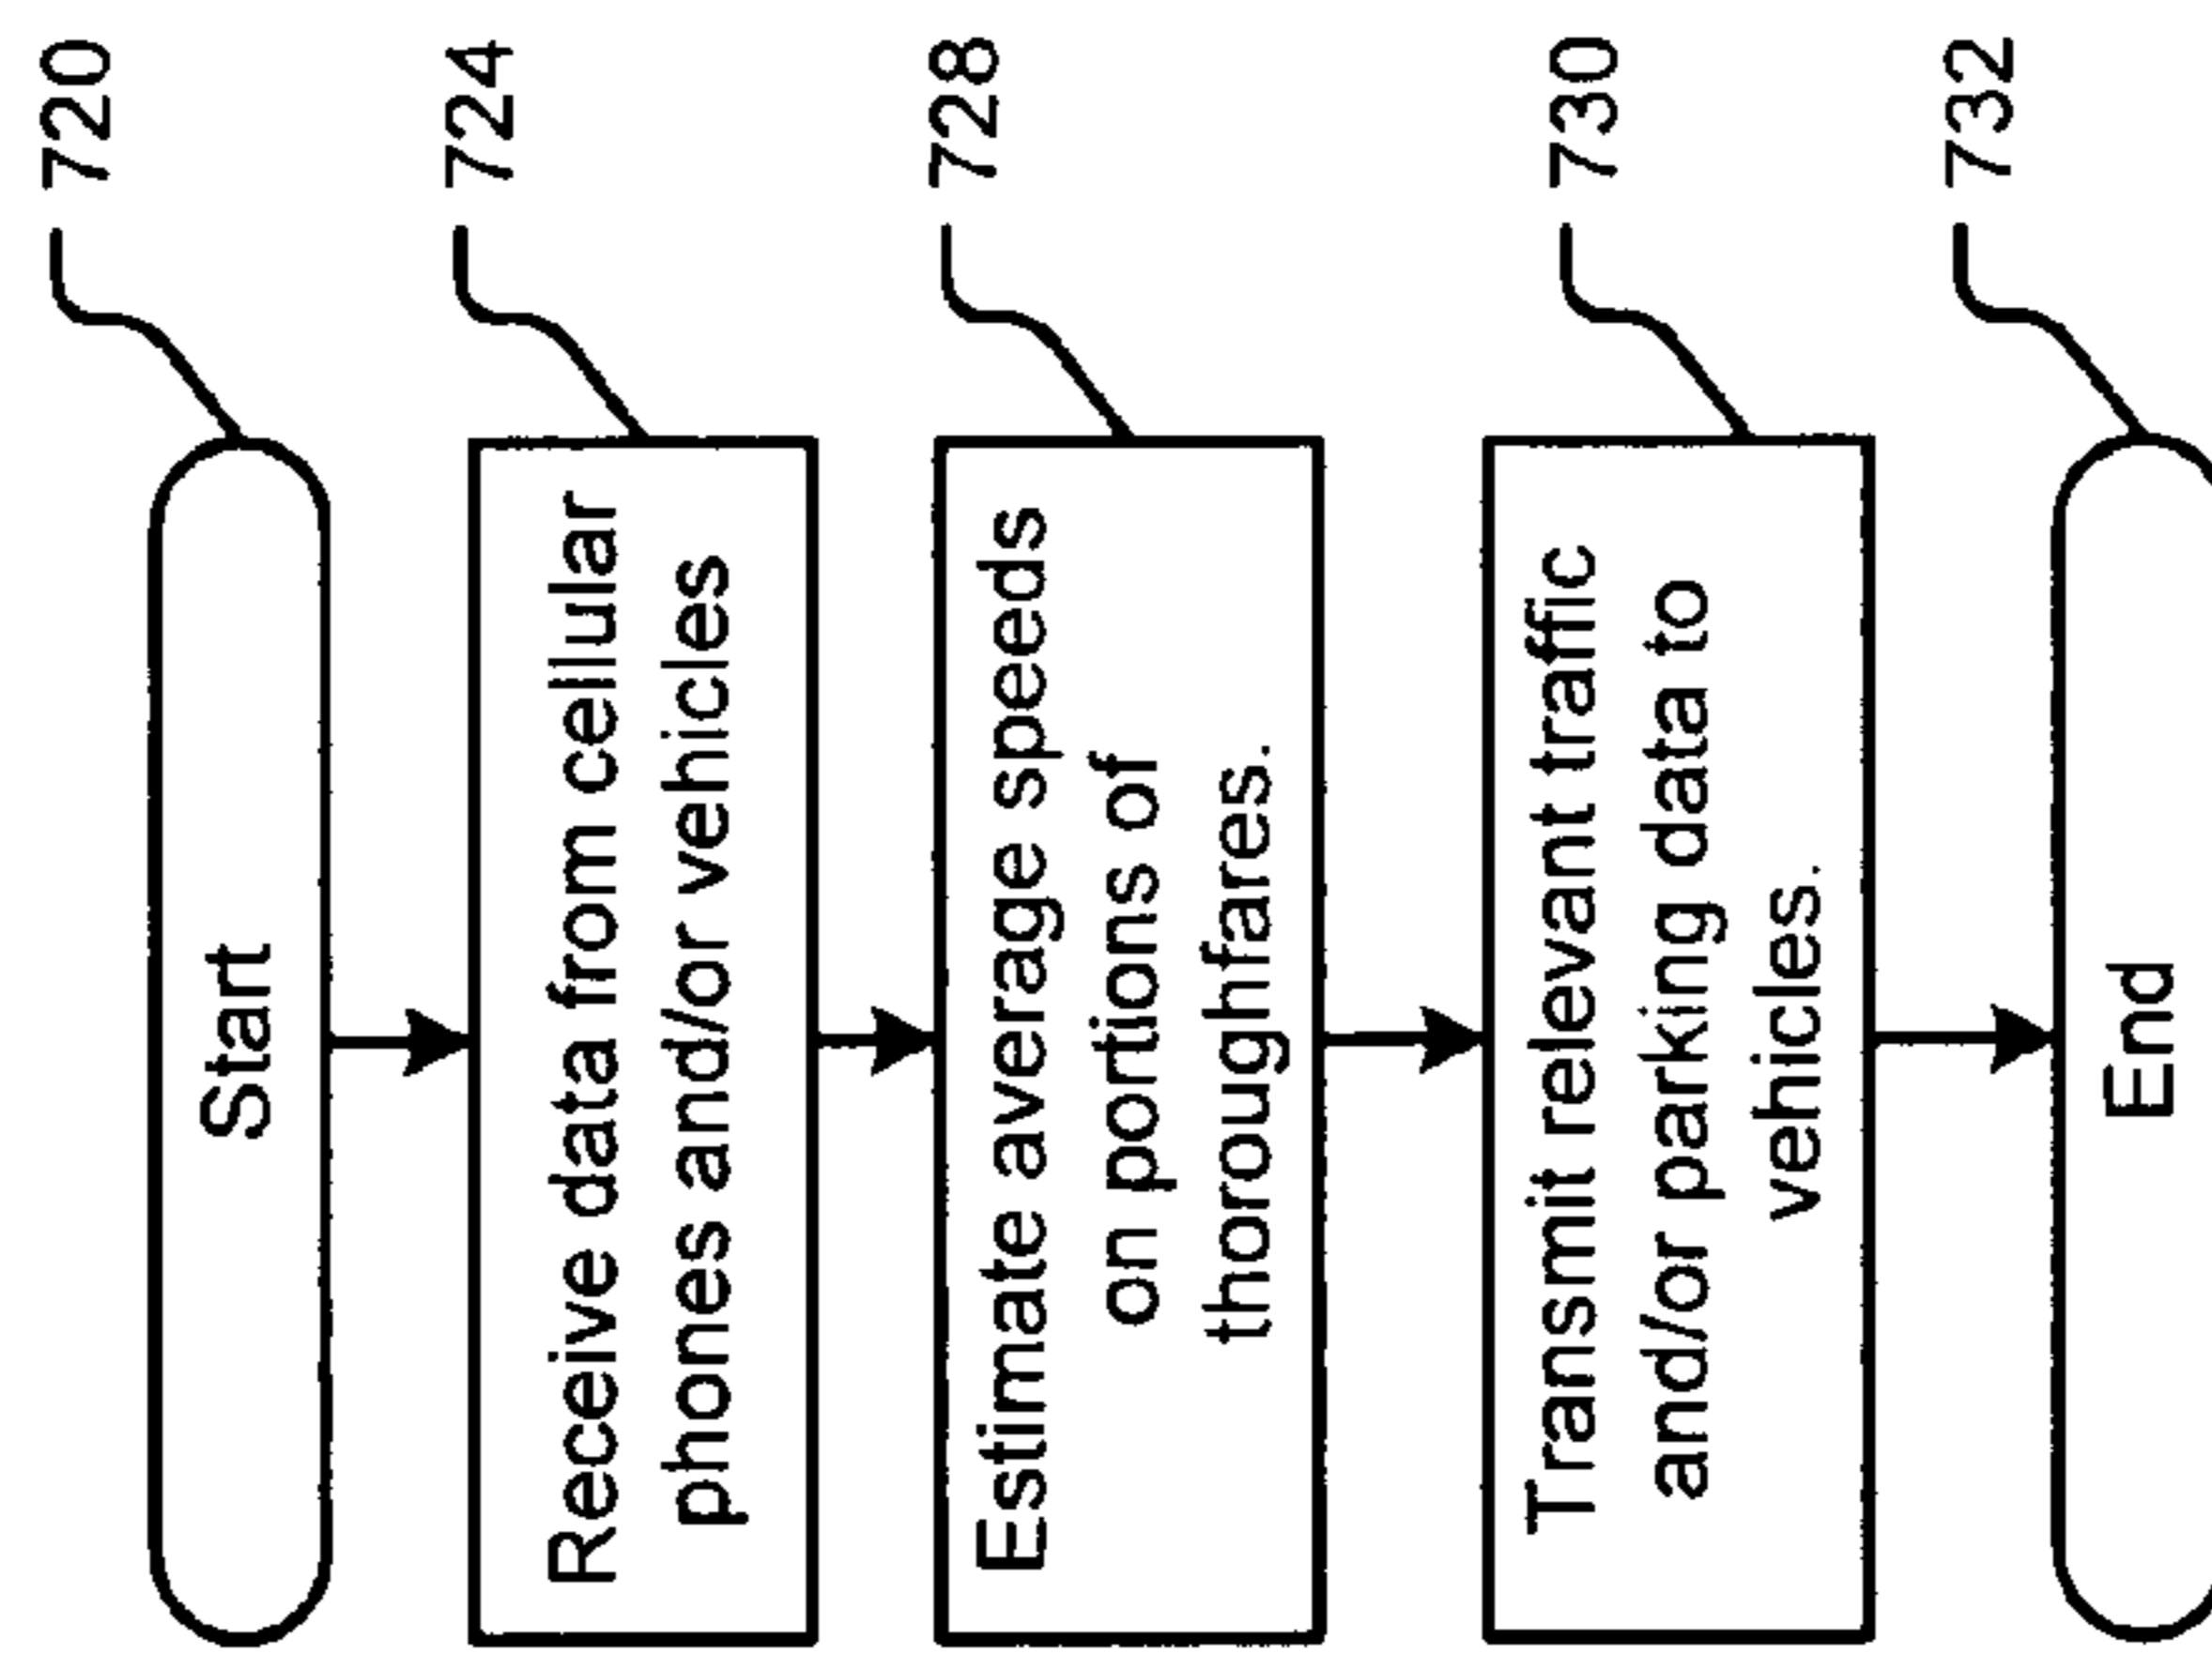 Start
720
Receive data from cellular
phones and/or vehicles
724
Estimate average speeds
on portions of
thoroughfares.
728
Transmit relevant traffic
and/or parking data to
vehicles.
730
End
732